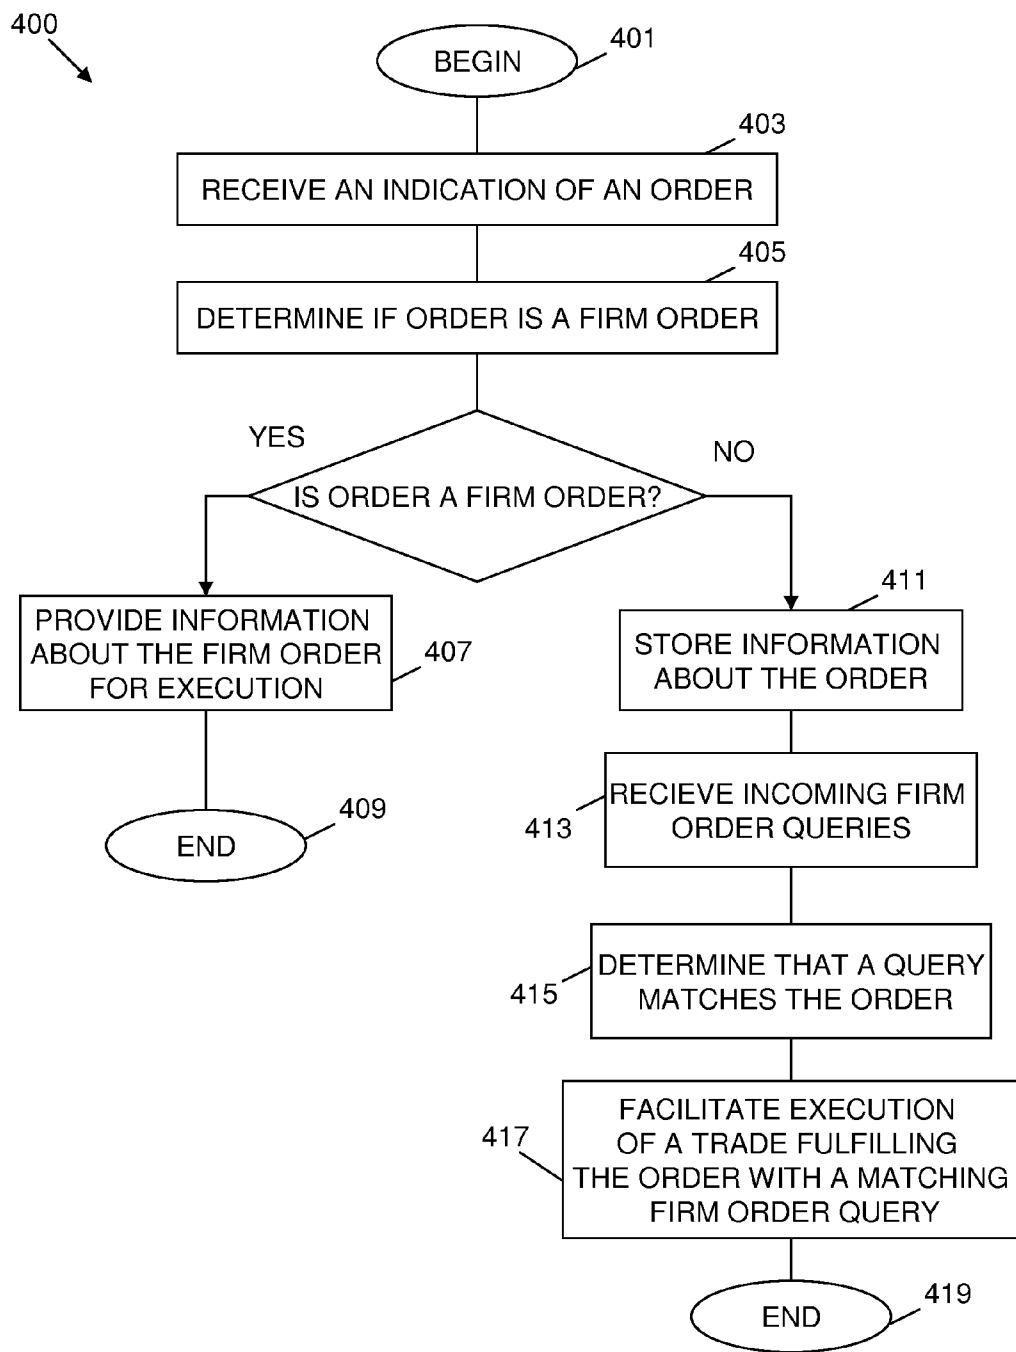 400
401
BEGIN
403
RECEIVE AN INDICATION OF AN ORDER
405
DETERMINE IF ORDER IS A FIRM ORDER
YES
NO
IS ORDER A FIRM ORDER?
PROVIDE INFORMATION
ABOUT THE FIRM ORDER
FOR EXECUTION
407
409
END
411
STORE INFORMATION
ABOUT THE ORDER
RECIEVE INCOMING FIRM
ORDER QUERIES
413
DETERMINE THAT A QUERY
MATCHES THE ORDER
415
FACILITATE EXECUTION
OF A TRADE FULFILLING
THE ORDER WITH A MATCHING
FIRM ORDER QUERY
417
END
419